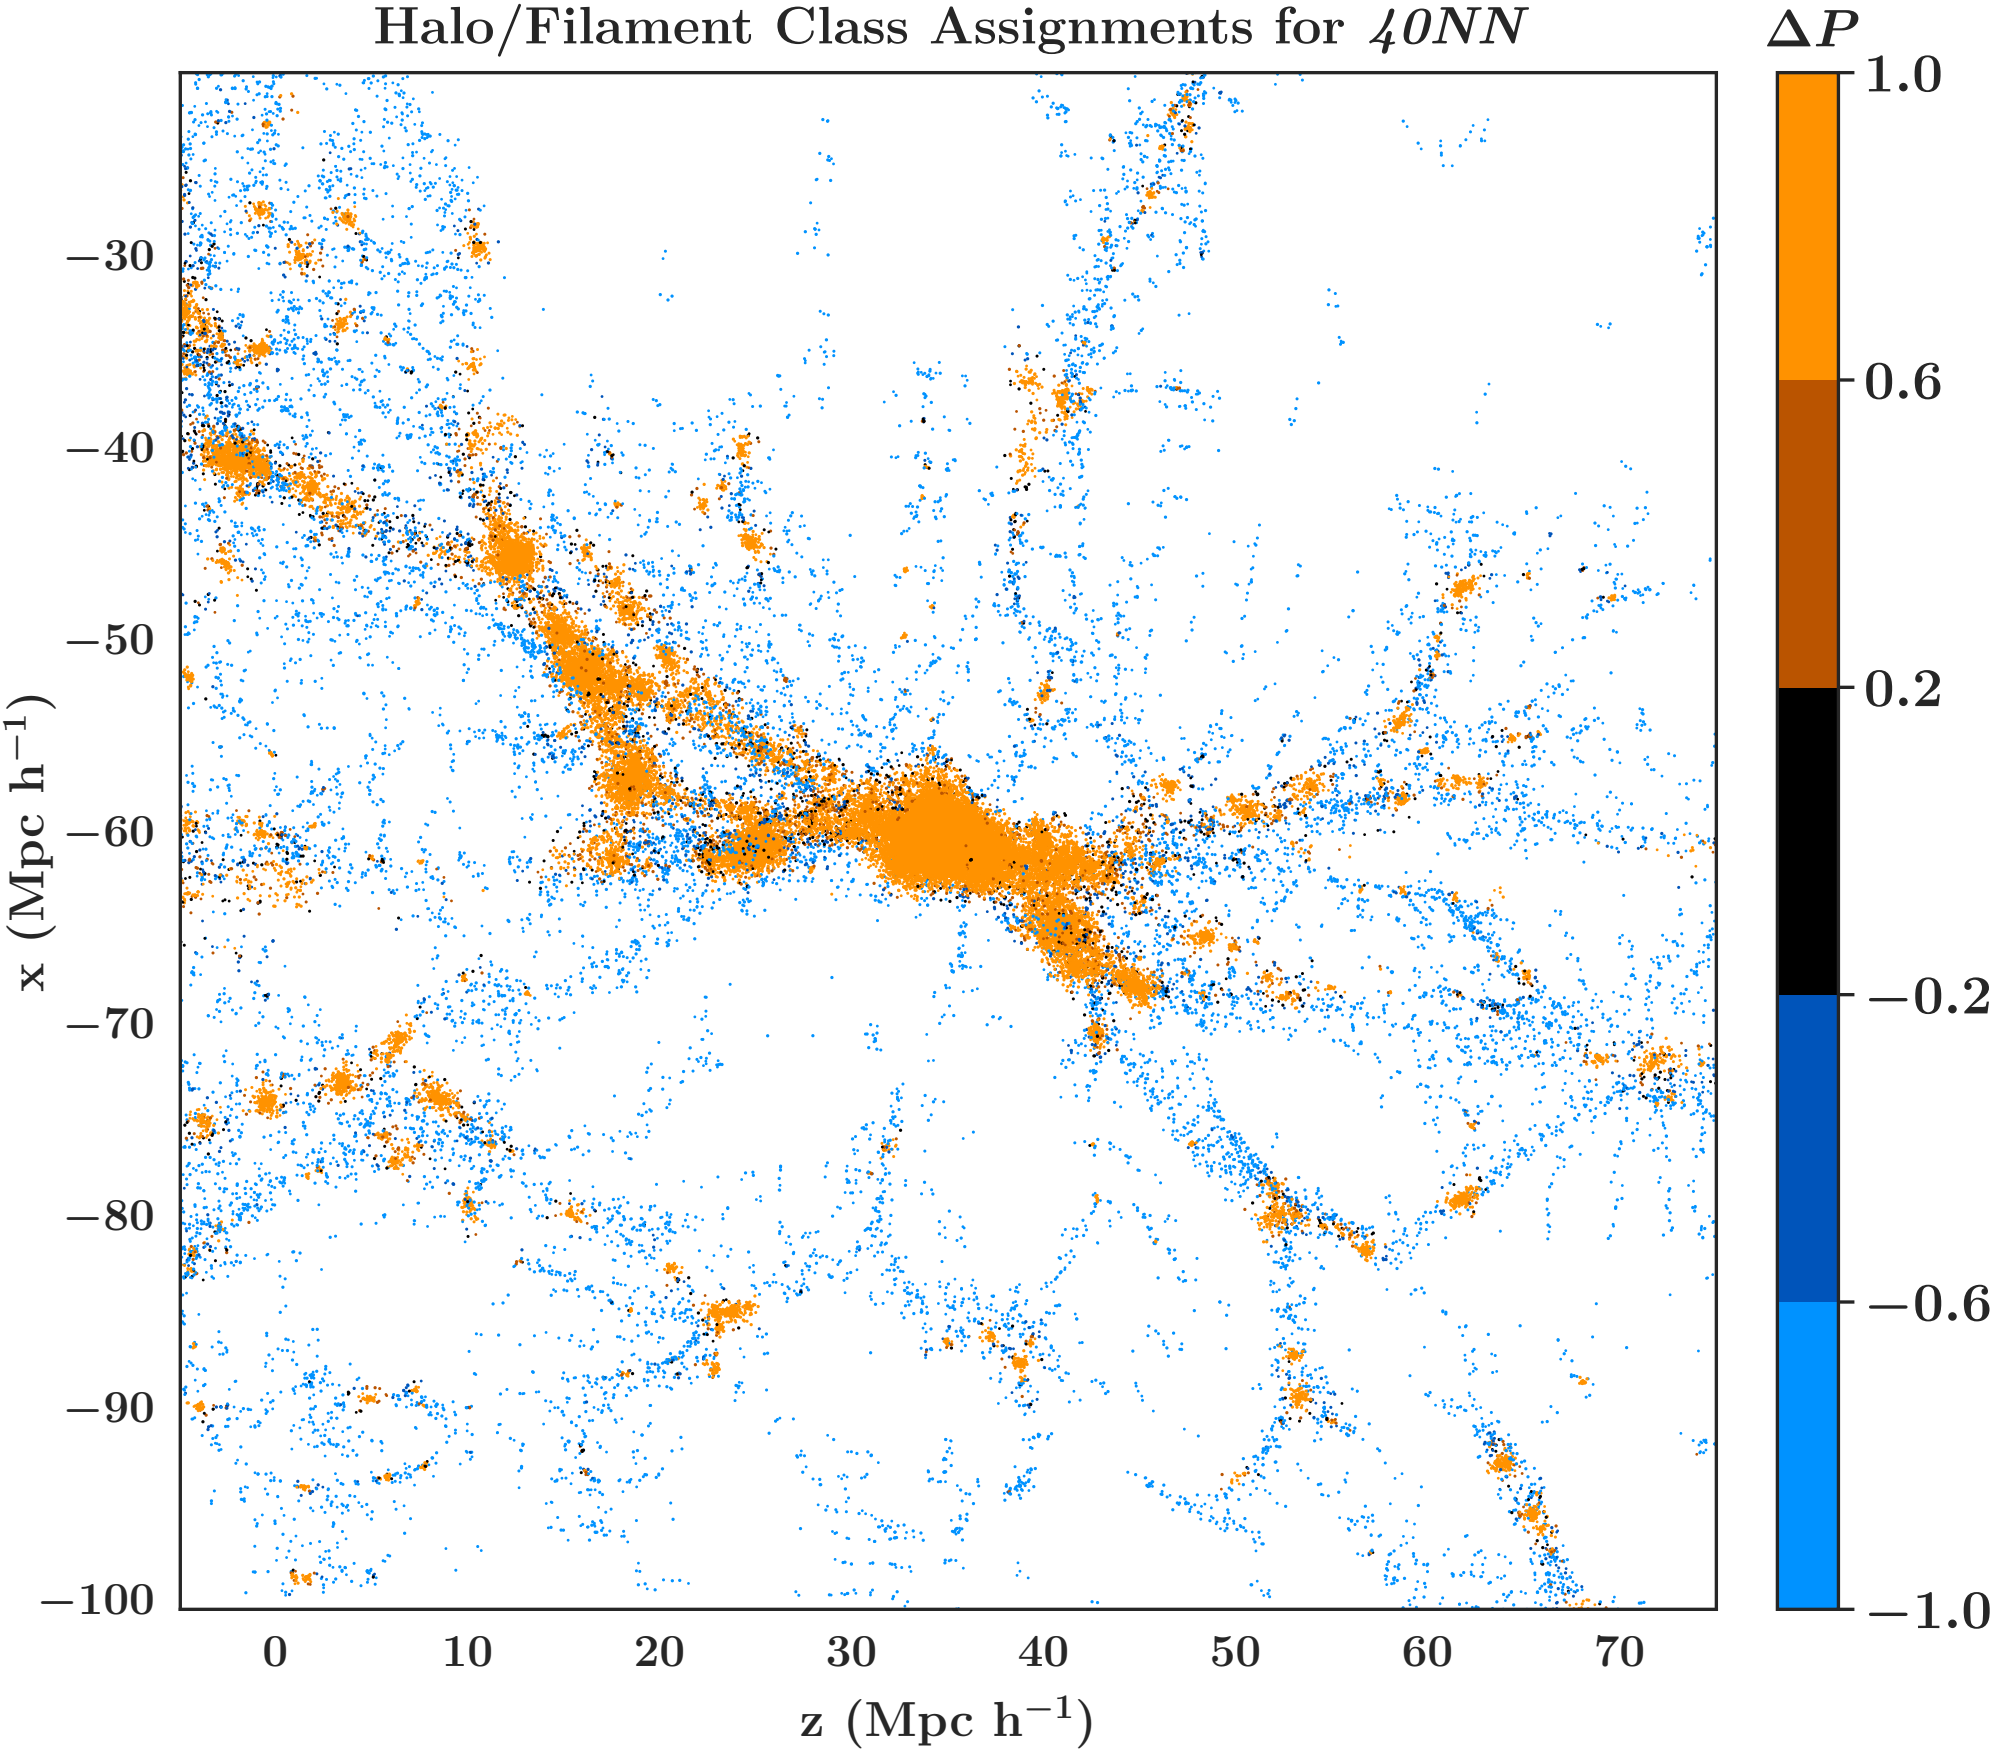 Halo/Filament Class Assignments for 40NN
ΔP
1.0
0.6
0.2
−0.2
−0.6
−1.0
−30
−40
−50
−60
−70
−80
−90
−100
x (Mpc h⁻¹)
0 10 20 30 40 50 60 70
z (Mpc h⁻¹)